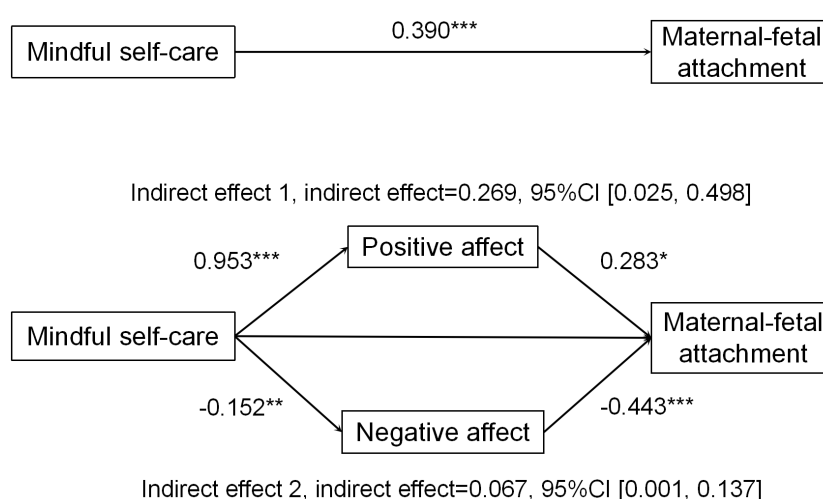 0.390***
Mindful self-care
Maternal-fetal
attachment
Indirect effect 1, indirect effect=0.269, 95%CI [0.025, 0.498]
Positive affect
0.953***
0.283*
Mindful self-care
Maternal-fetal
attachment
-0.152**
-0.443***
Negative affect
Indirect effect 2, indirect effect=0.067, 95%CI [0.001, 0.137]